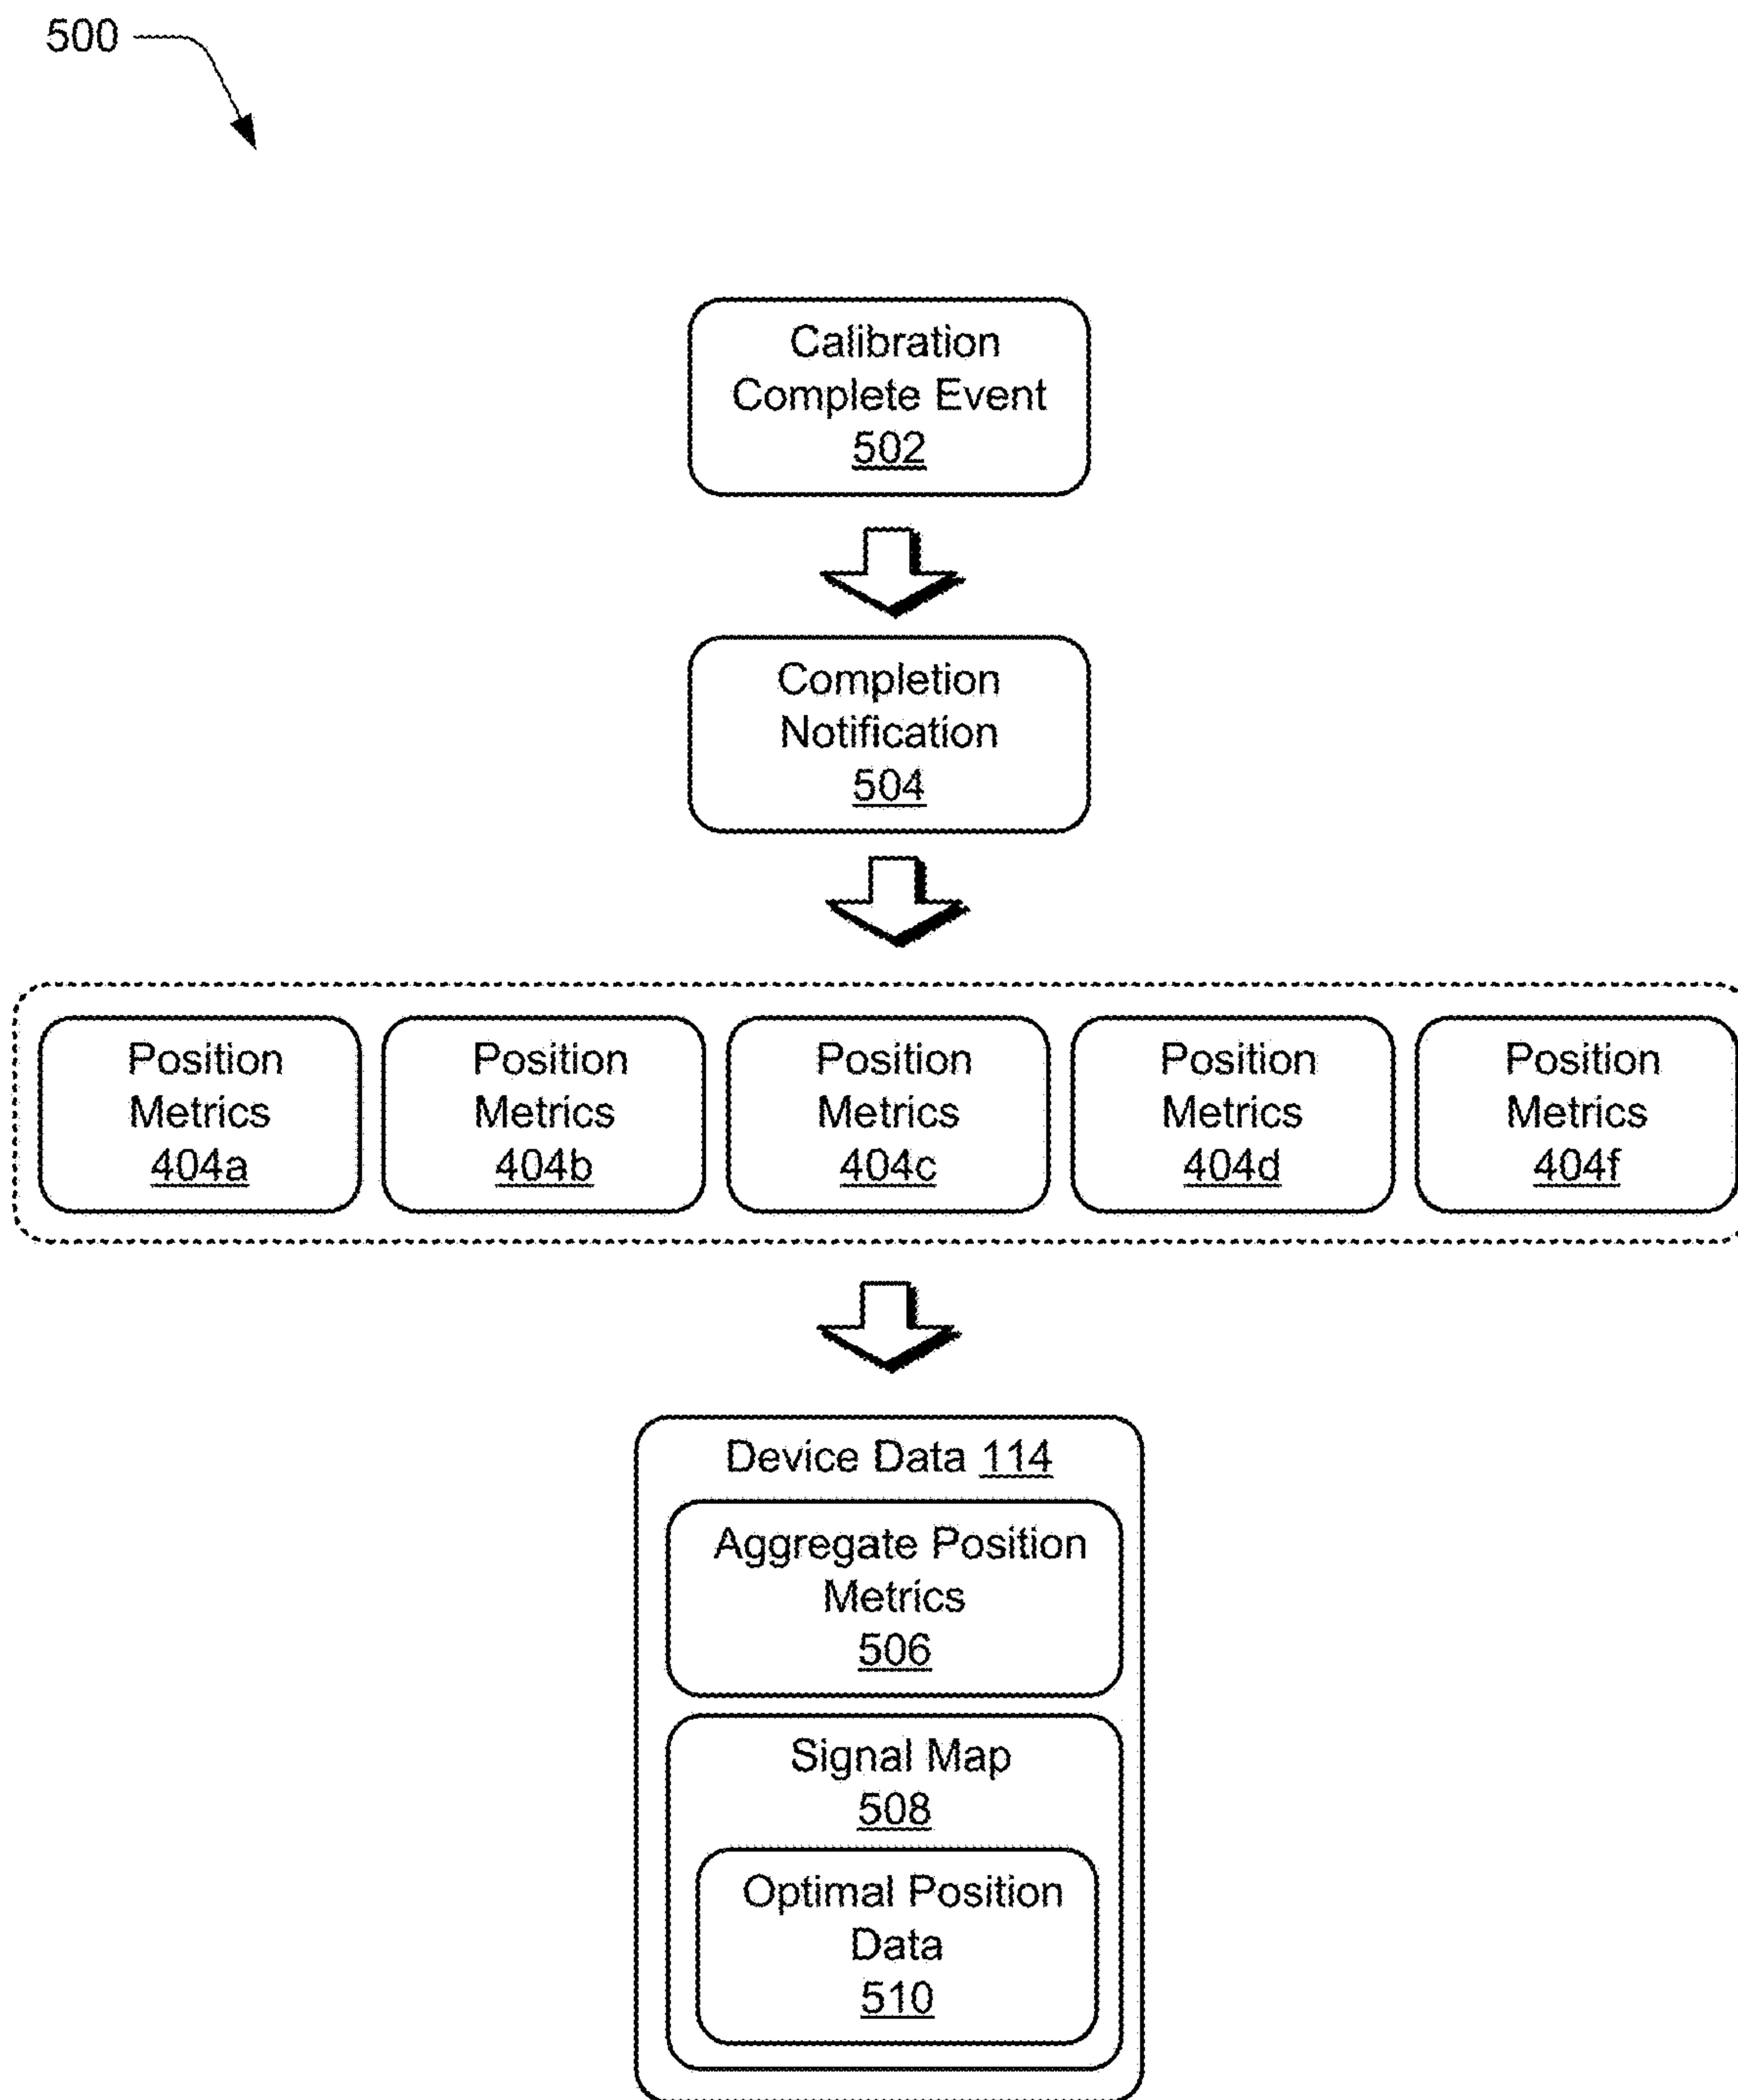 500
Calibration
Complete Event
502
Completion
Notification
504
Position
Metrics
404a
Position
Metrics
404b
Position
Metrics
404c
Position
Metrics
404d
Position
Metrics
404f
Device Data 114
Aggregate Position
Metrics
506
Signal Map
508
Optimal Position
Data
510